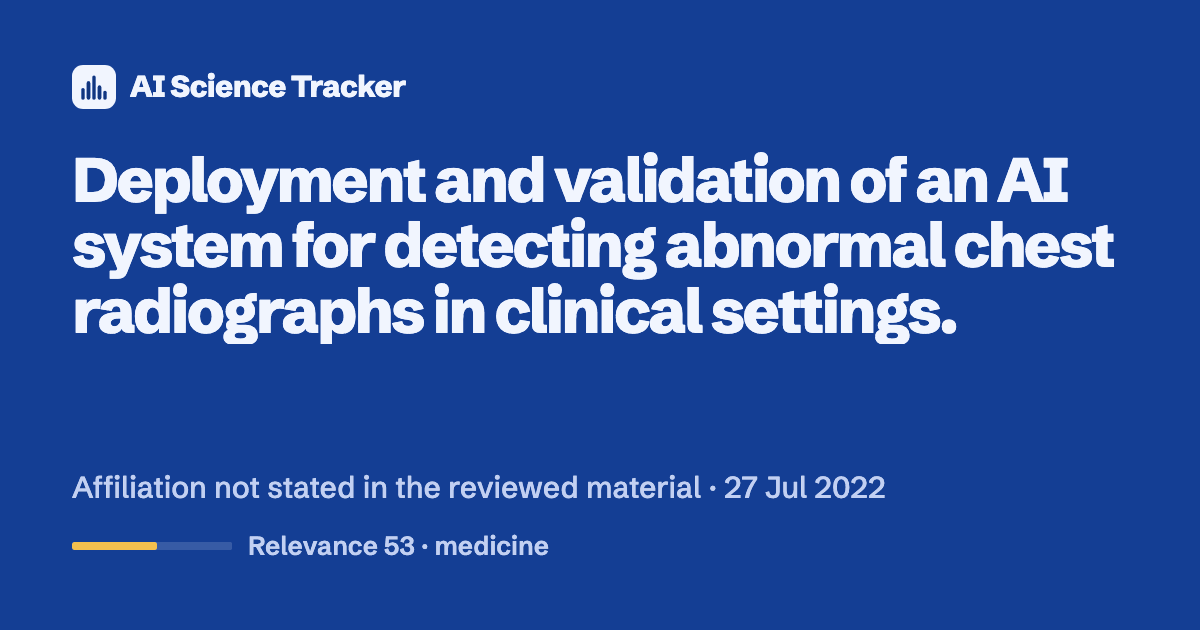 AI Science Tracker
Deployment and validation of an AI
system for detecting abnormal chest
radiographs in clinical settings.
Affiliation not stated in the reviewed material · 27 Jul 2022
Relevance 53 · medicine